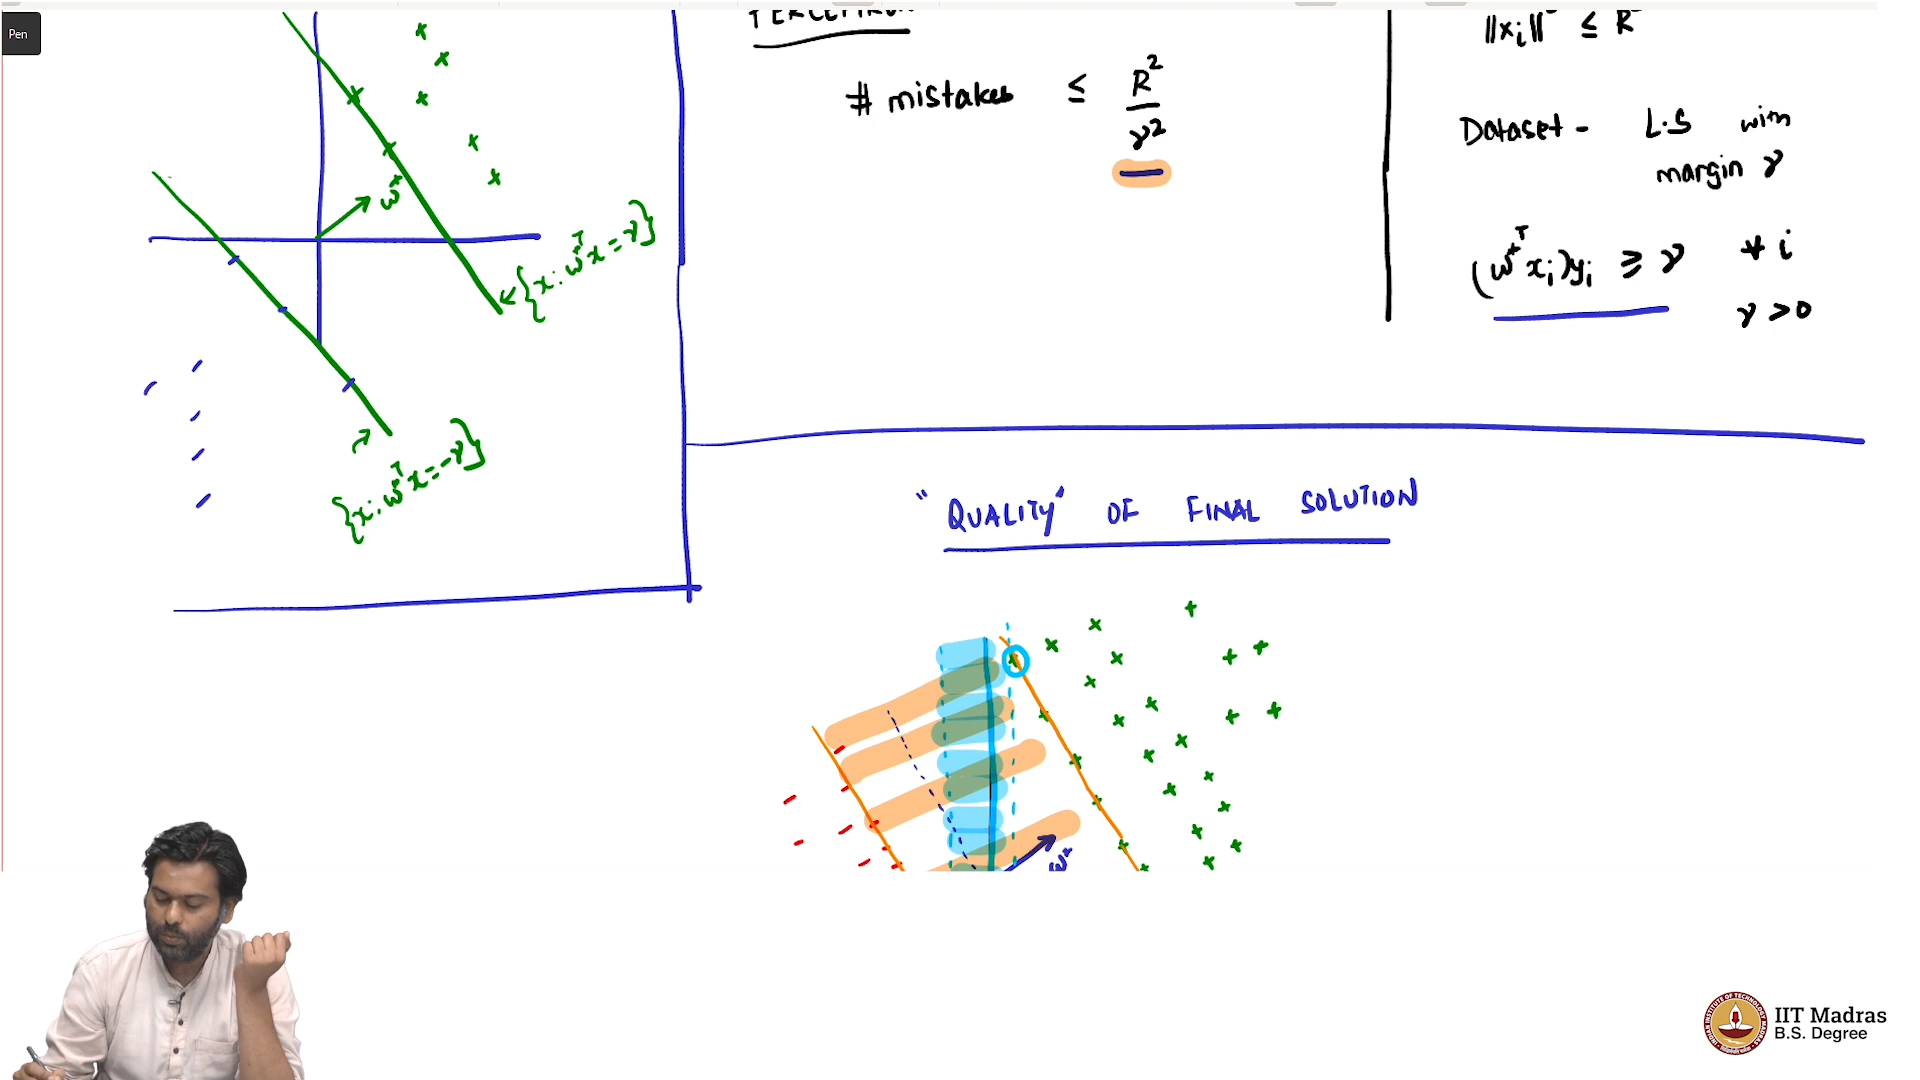 Pen
PERCEPTRON
# mistakes ≤ R² / γ²
‖xᵢ‖² ≤ R²
Dataset - L.S with
margin γ
(w*ᵀxᵢ)yᵢ ≥ γ ∀ i
γ > 0
w*
{x: w*ᵀx = γ}
{x: w*ᵀx = -γ}
"QUALITY" OF FINAL SOLUTION
w*
IIT Madras
B.S. Degree